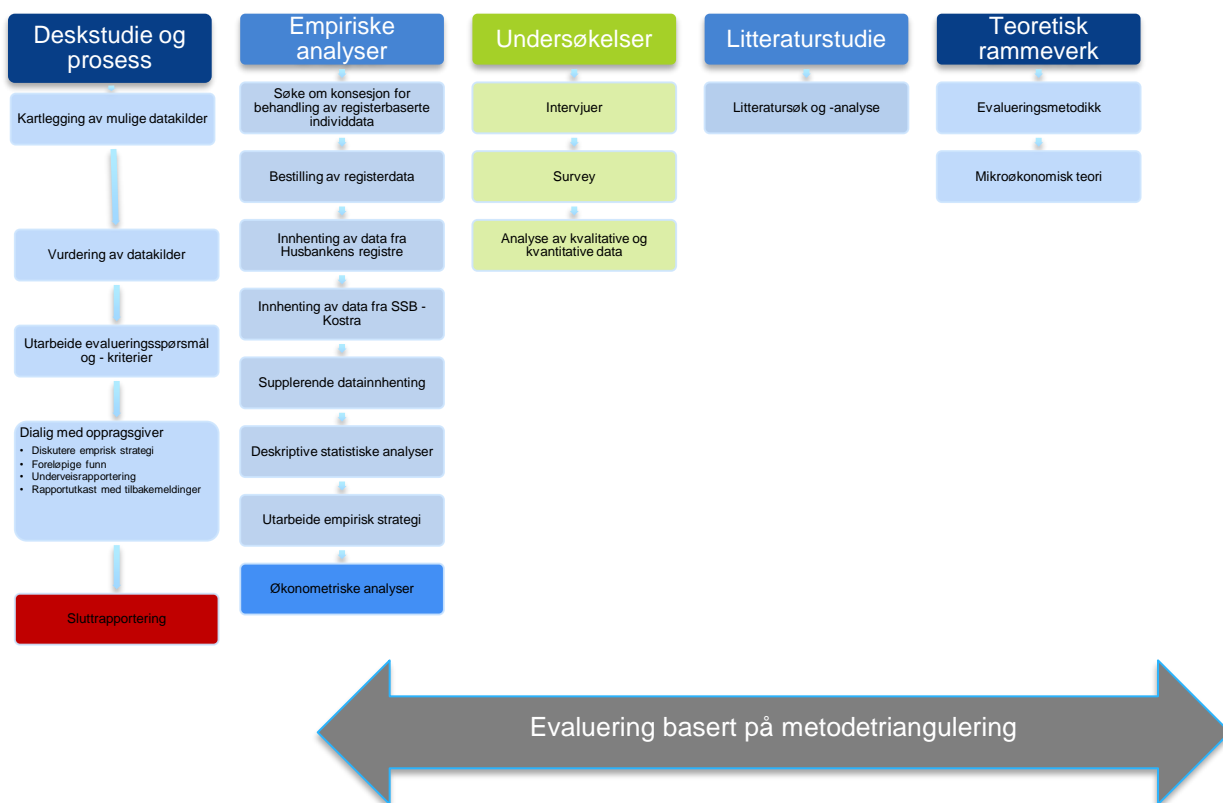 Deskstudie og
prosess
Kartlegging av mulige datakilder
Vurdering av datakilder
Utarbeide evalueringsspørsmål
og - kriterier
Dialig med oppragsgiver
• Diskutere emprisk strategi
• Foreløpige funn
• Underveisrapportering
• Rapportutkast med tilbakemeldinger
Sluttrapportering
Empiriske
analyser
Søke om konsesjon for
behandling av registerbaserte
individdata
Bestilling av registerdata
Innhenting av data fra
Husbankens registre
Innhenting av data fra SSB -
Kostra
Supplerende datainnhenting
Deskriptive statistiske analyser
Utarbeide empirisk strategi
Økonometriske analyser
Undersøkelser
Intervjuer
Survey
Analyse av kvalitative og
kvantitative data
Litteraturstudie
Litteratursøk og -analyse
Teoretisk
rammeverk
Evalueringsmetodikk
Mikroøkonomisk teori
Evaluering basert på metodetriangulering